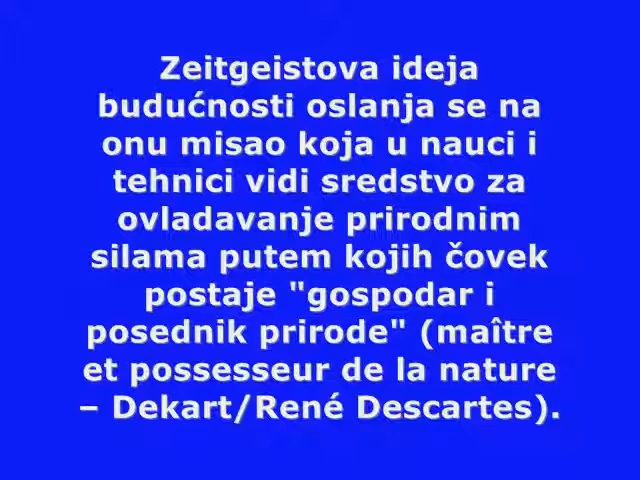 Zeitgeistova ideja
budućnosti oslanja se na
onu misao koja u nauci i
tehnici vidi sredstvo za
ovladavanje prirodnim
silama putem kojih čovek
postaje "gospodar i
posednik prirode" (maître
et possesseur de la nature
– Dekart/René Descartes).